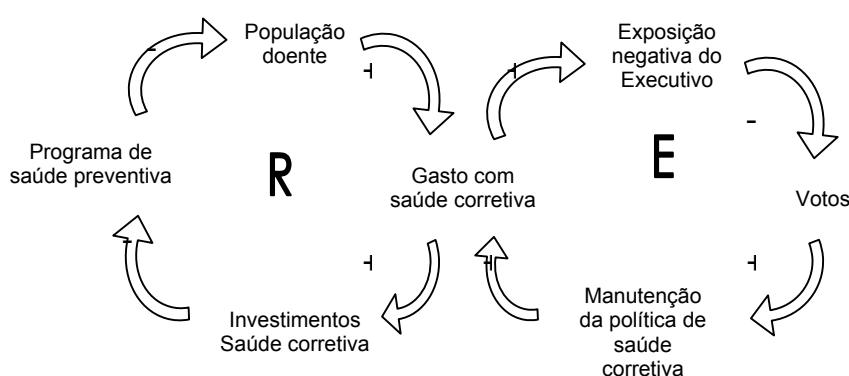 População
doente
Exposição
negativa do
Executivo
-
+
+
-
Programa de
saúde preventiva
R
E
Gasto com
saúde corretiva
Votos
-
+
+
+
Investimentos
Saúde corretiva
Manutenção
da política de
saúde
corretiva